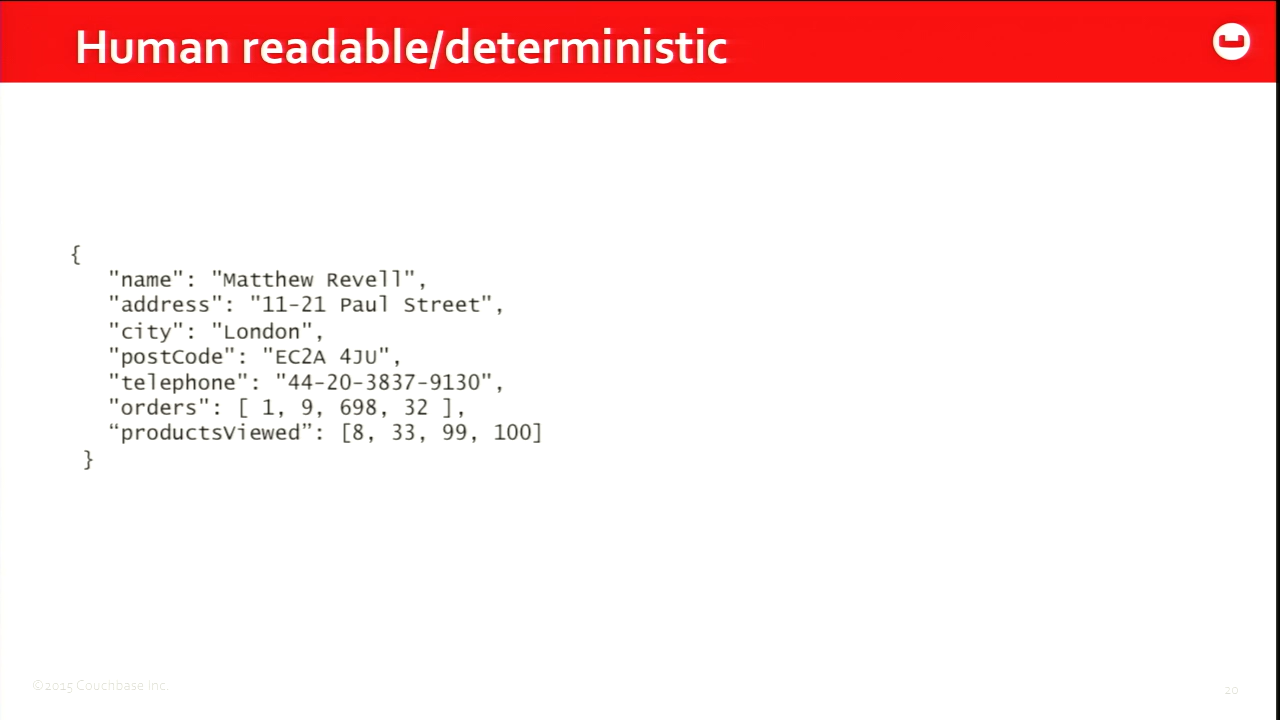 Human readable/deterministic
{
"name": "Matthew Revell",
"address": "11-21 Paul Street",
"city": "London",
"postCode": "EC2A 4JU",
"telephone": "44-20-3837-9130",
"orders": [ 1, 9, 698, 32 ],
“productsViewed”: [8, 33, 99, 100]
}
©2015 Couchbase Inc.
20